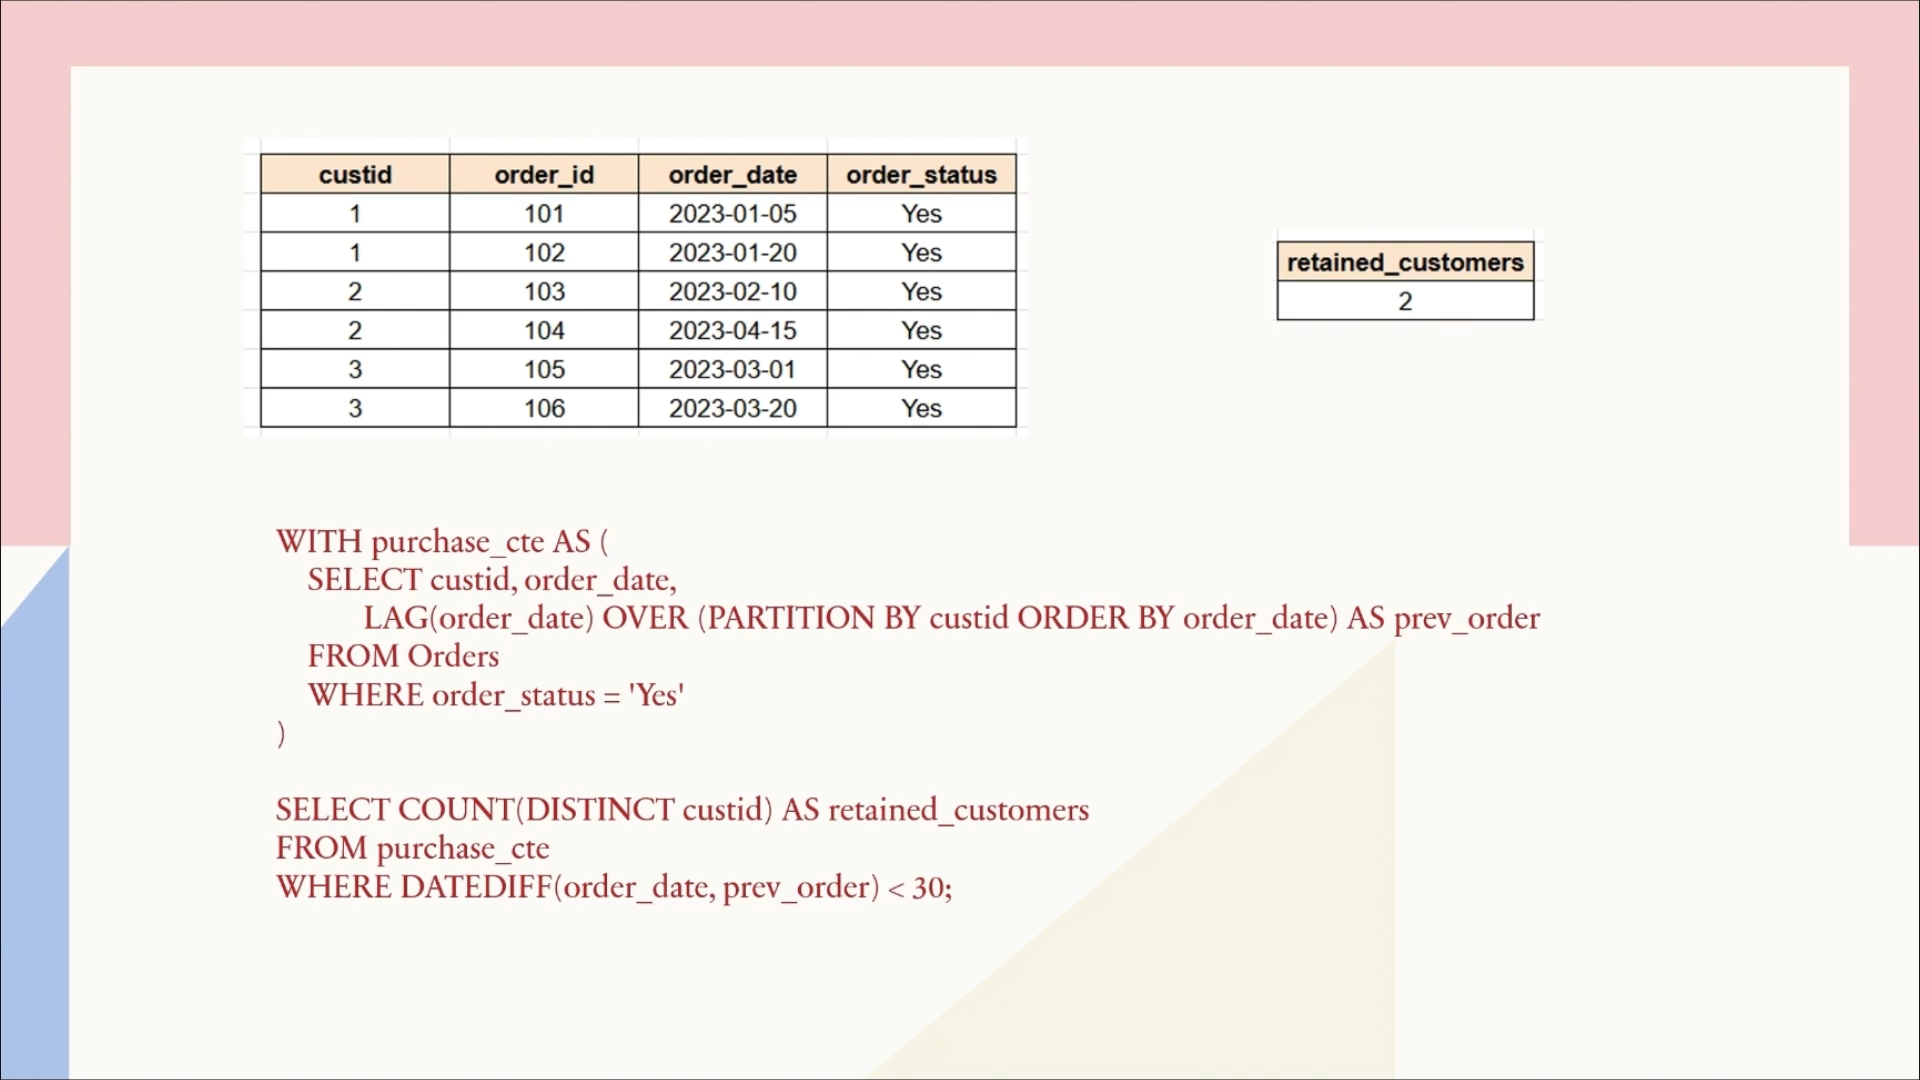 custid order_id order_date order_status
1 101 2023-01-05 Yes
1 102 2023-01-20 Yes
2 103 2023-02-10 Yes
2 104 2023-04-15 Yes
3 105 2023-03-01 Yes
3 106 2023-03-20 Yes
retained_customers
2
WITH purchase_cte AS (
SELECT custid, order_date,
LAG(order_date) OVER (PARTITION BY custid ORDER BY order_date) AS prev_order
FROM Orders
WHERE order_status = 'Yes'
)
SELECT COUNT(DISTINCT custid) AS retained_customers
FROM purchase_cte
WHERE DATEDIFF(order_date, prev_order) < 30;